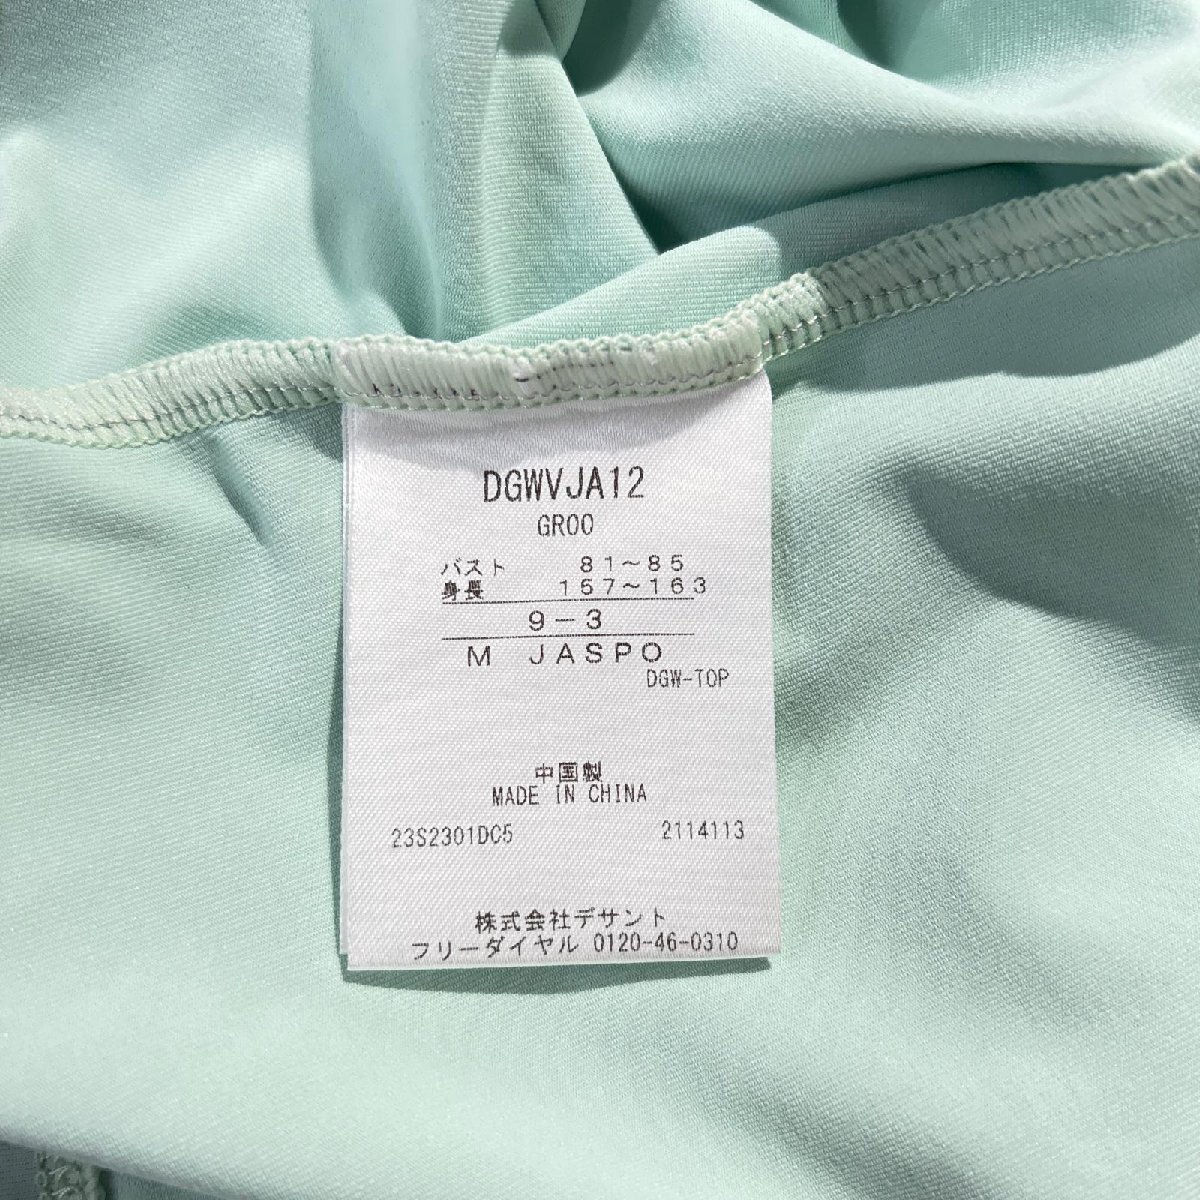 DGWVJA12
GR00
バスト 81～85
身長 157～163
9－3
M JASPO
DGW-TOP
中国製
MADE IN CHINA
23S2301DC5 2114113
株式会社デサント
フリーダイヤル 0120-46-0310